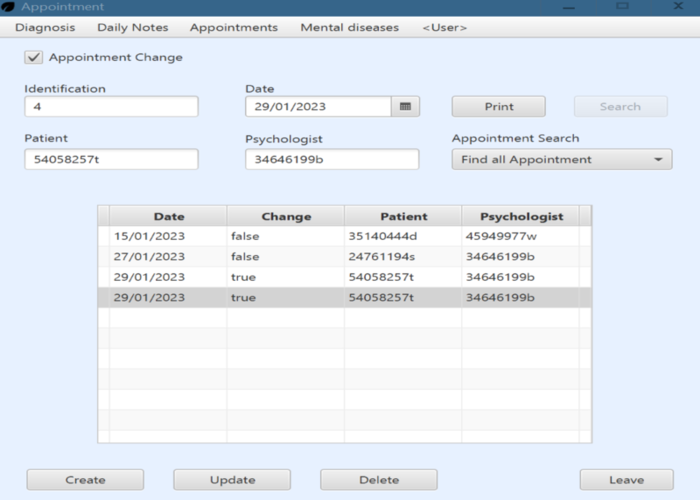 Appointment
Diagnosis Daily Notes Appointments Mental diseases <User>
Appointment Change
Identification Date
4 29/01/2023 Print Search
Patient Psychologist Appointment Search
54058257t 34646199b Find all Appointment
Date Change Patient Psychologist
15/01/2023 false 35140444d 45949977w
27/01/2023 false 24761194s 34646199b
29/01/2023 true 54058257t 34646199b
29/01/2023 true 54058257t 34646199b
Create Update Delete Leave